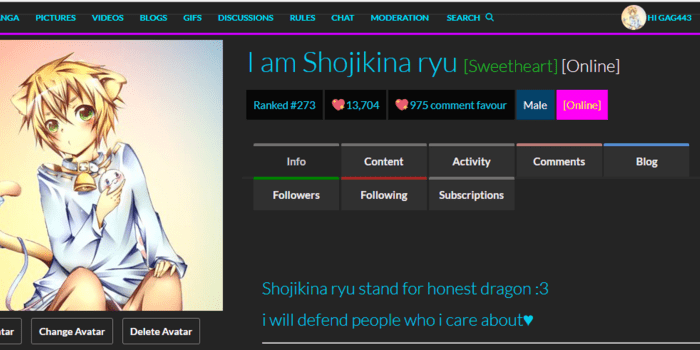 NGA PICTURES VIDEOS BLOGS GIFS DISCUSSIONS RULES CHAT MODERATION SEARCH HI GAG443
I am Shojikina ryu [Sweetheart] [Online]
Ranked #273 13,704 975 comment favour Male [Online]
Info Content Activity Comments Blog
Followers Following Subscriptions
Shojikina ryu stand for honest dragon :3
i will defend people who i care about♥
tar Change Avatar Delete Avatar